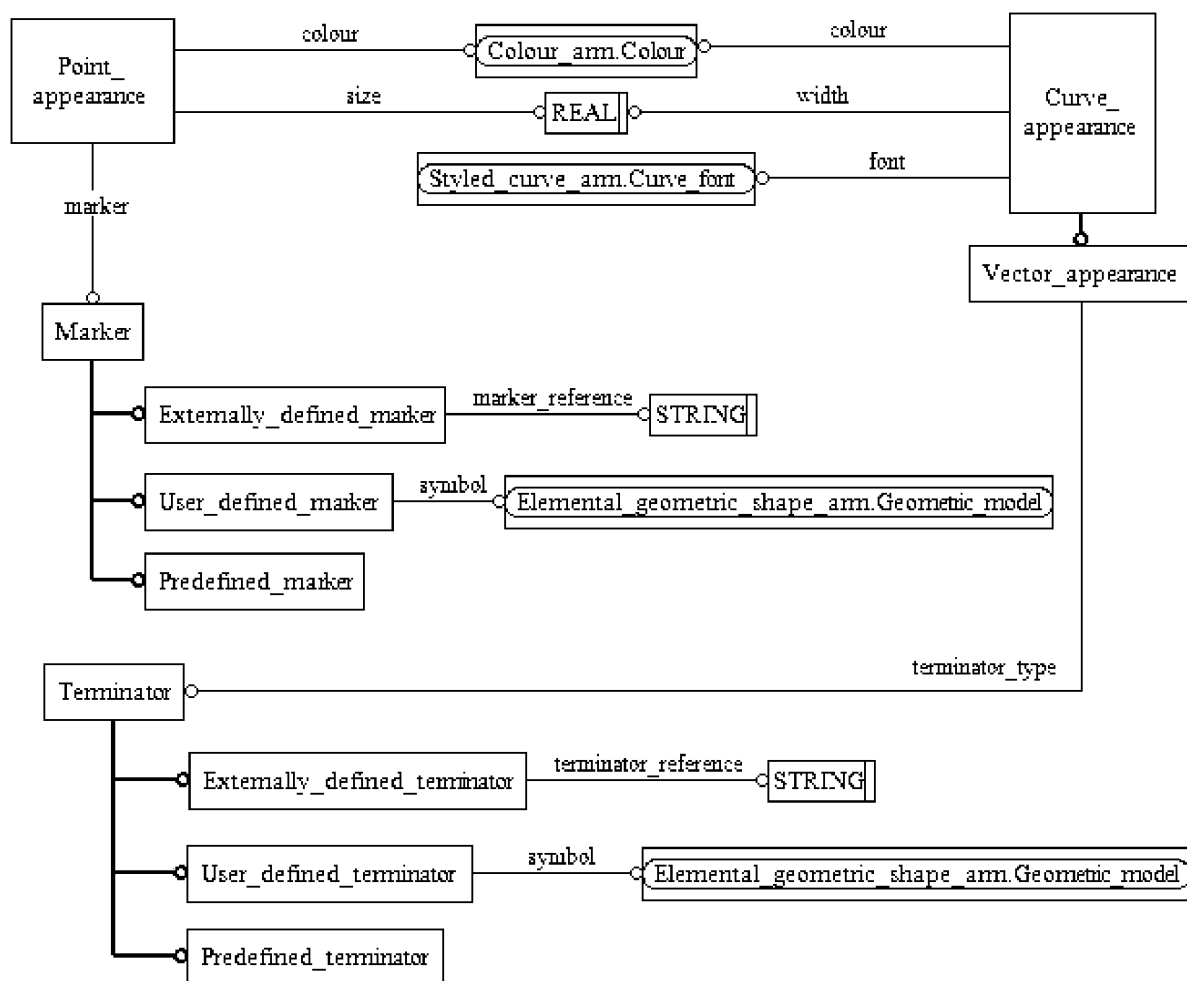 colour
Colour_arm.Colour
colour
Point_
appearance
size
REAL
width
Curve_
appearance
Styled_curve_arm.Curve_font
font
marker
Vector_appearance
Marker
Externally_defined_marker
marker_reference
STRING
User_defined_marker
symbol
Elemental_geometric_shape_arm.Geometric_model
Predefined_marker
terminator_type
Terminator
Externally_defined_terminator
terminator_reference
STRING
User_defined_terminator
symbol
Elemental_geometric_shape_arm.Geometric_model
Predefined_terminator